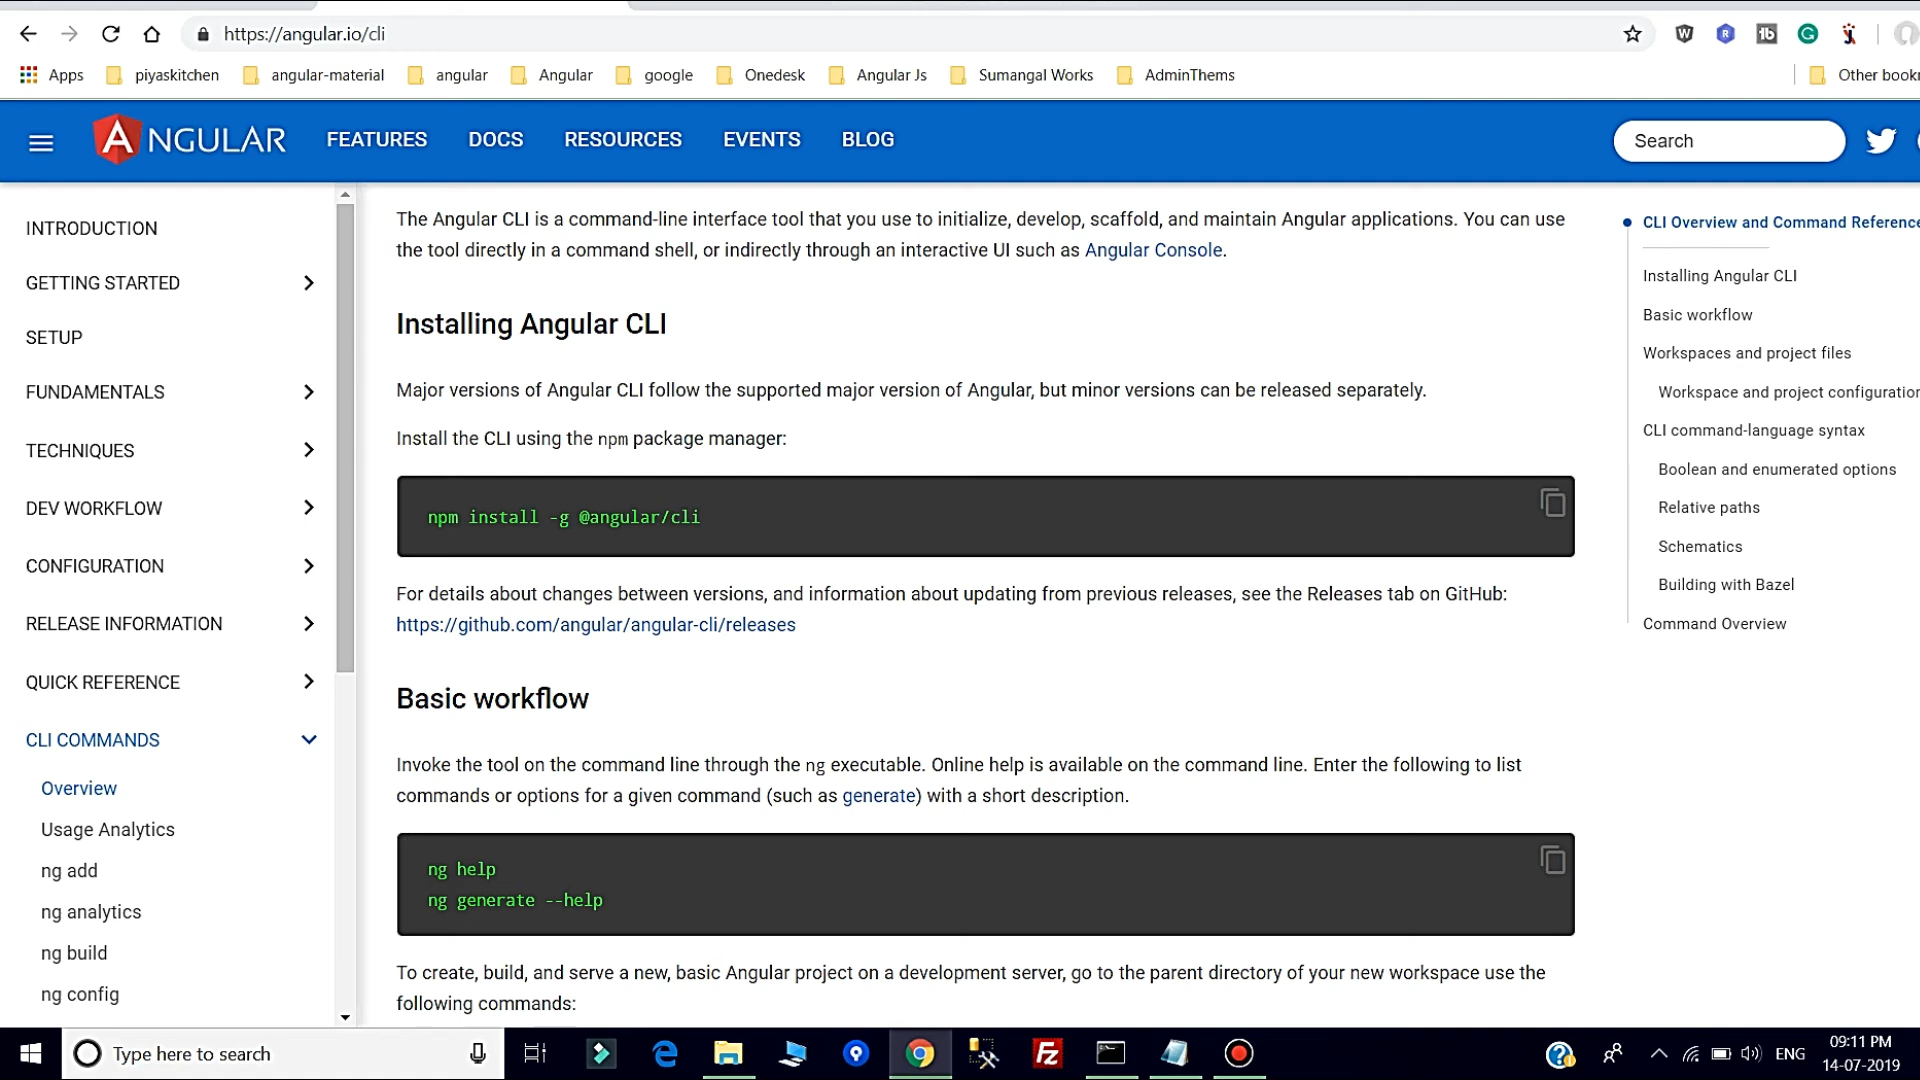 https://angular.io/cli
Apps piyaskitchen angular-material angular Angular google Onedesk Angular Js Sumangal Works AdminThems Other book
ANGULAR FEATURES DOCS RESOURCES EVENTS BLOG Search
INTRODUCTION
GETTING STARTED
SETUP
FUNDAMENTALS
TECHNIQUES
DEV WORKFLOW
CONFIGURATION
RELEASE INFORMATION
QUICK REFERENCE
CLI COMMANDS
Overview
Usage Analytics
ng add
ng analytics
ng build
ng config
The Angular CLI is a command-line interface tool that you use to initialize, develop, scaffold, and maintain Angular applications. You can use
the tool directly in a command shell, or indirectly through an interactive UI such as Angular Console.
Installing Angular CLI
Major versions of Angular CLI follow the supported major version of Angular, but minor versions can be released separately.
Install the CLI using the npm package manager:
npm install -g @angular/cli
For details about changes between versions, and information about updating from previous releases, see the Releases tab on GitHub:
https://github.com/angular/angular-cli/releases
Basic workflow
Invoke the tool on the command line through the ng executable. Online help is available on the command line. Enter the following to list
commands or options for a given command (such as generate) with a short description.
ng help
ng generate --help
To create, build, and serve a new, basic Angular project on a development server, go to the parent directory of your new workspace use the
following commands:
CLI Overview and Command Reference
Installing Angular CLI
Basic workflow
Workspaces and project files
Workspace and project configuration
CLI command-language syntax
Boolean and enumerated options
Relative paths
Schematics
Building with Bazel
Command Overview
Type here to search
ENG
09:11 PM
14-07-2019